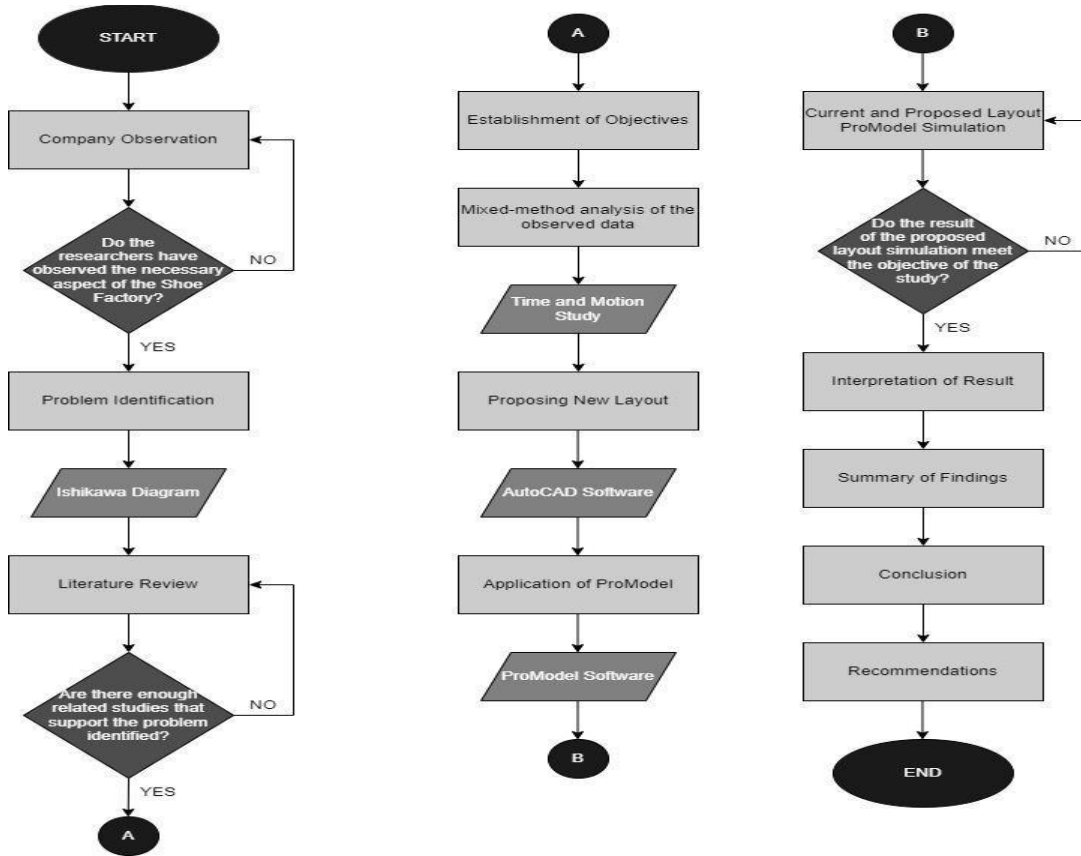 START
Company Observation
Do the
researchers have
observed the necessary
aspect of the Shoe
Factory?
NO
YES
Problem Identification
Ishikawa Diagram
Literature Review
Are there enough
related studies that
support the problem
identified?
NO
YES
A
A
Establishment of Objectives
Mixed-method analysis of the
observed data
Time and Motion
Study
Proposing New Layout
AutoCAD Software
Application of ProModel
ProModel Software
B
B
Current and Proposed Layout
ProModel Simulation
Do the result
of the proposed
layout simulation meet
the objective of the
study?
NO
YES
Interpretation of Result
Summary of Findings
Conclusion
Recommendations
END